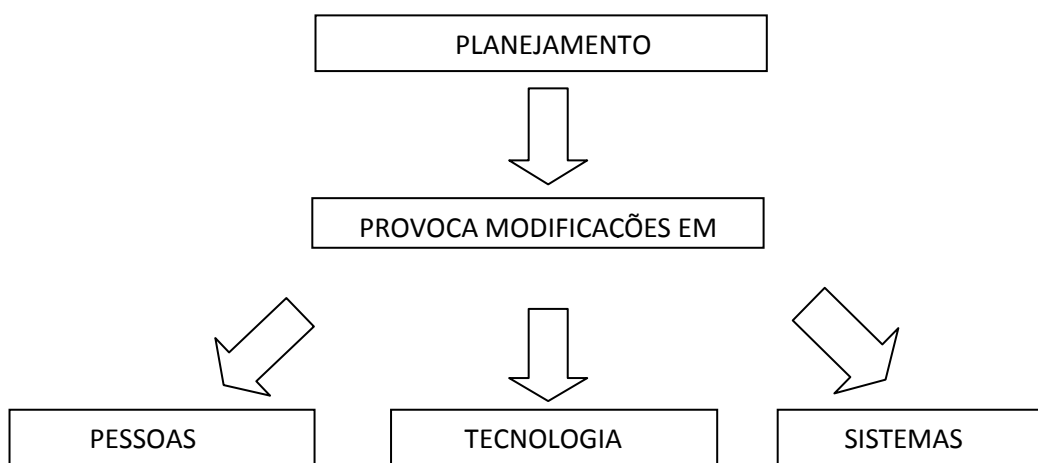 PLANEJAMENTO
PROVOCA MODIFICACÕES EM
PESSOAS TECNOLOGIA SISTEMAS